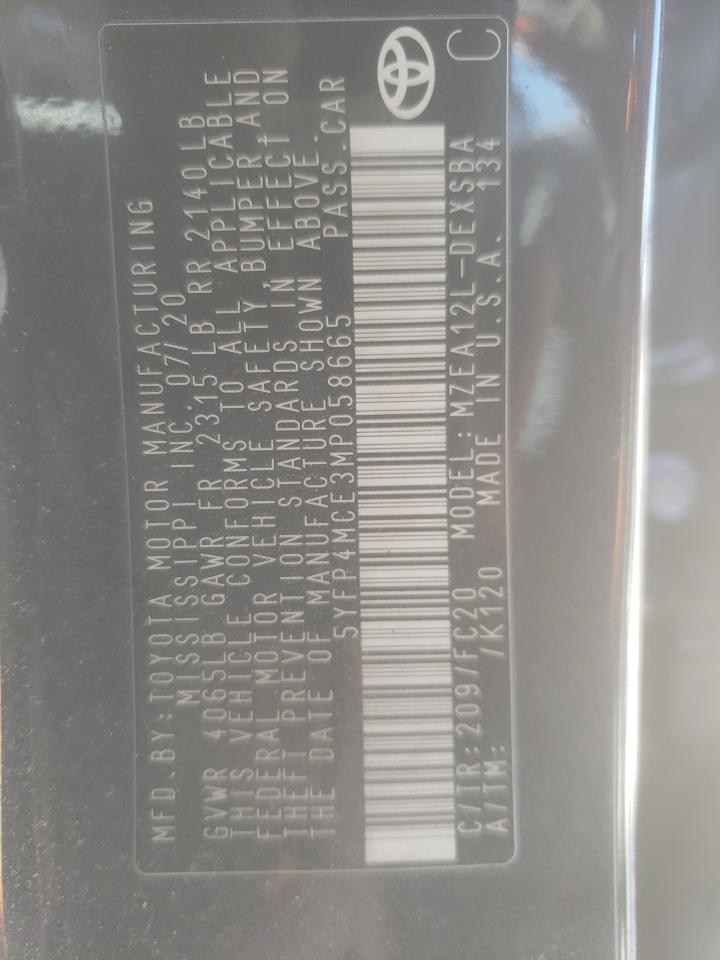 MFD.BY:TOYOTA MOTOR MANUFACTURING
MISSISSIPPI INC. 07/20
GVWR 4065LB GAWR FR 2315 LB RR 2140 LB
THIS VEHICLE CONFORMS TO ALL APPLICABLE
FEDERAL MOTOR VEHICLE SAFETY, BUMPER AND
THEFT PREVENTION STANDARDS IN EFFECT ON
THE DATE OF MANUFACTURE SHOWN ABOVE.
5YFP4MCE3MP058665 PASS.CAR
C/TR:209/FC20 MODEL:MZEA12L-DEXSBA
A/TM: /K120 MADE IN U.S.A. 134
C